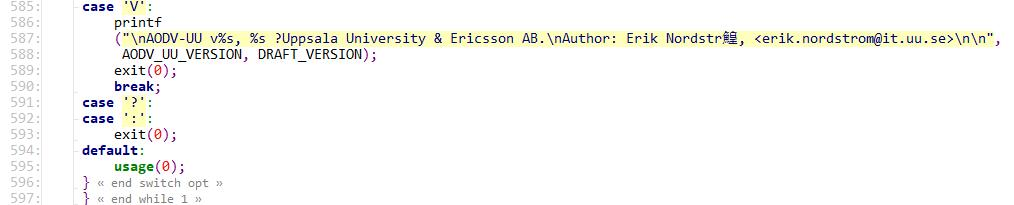 585: case 'V':
586: printf
587: ("\nAODV-UU v%s, %s ?Uppsala University & Ericsson AB.\nAuthor: Erik Nordstr鰉, <erik.nordstrom@it.uu.se>\n\n",
588: AODV_UU_VERSION, DRAFT_VERSION);
589: exit(0);
590: break;
591: case '?':
592: case ':':
593: exit(0);
594: default:
595: usage(0);
596: } « end switch opt »
597: } « end while 1 »